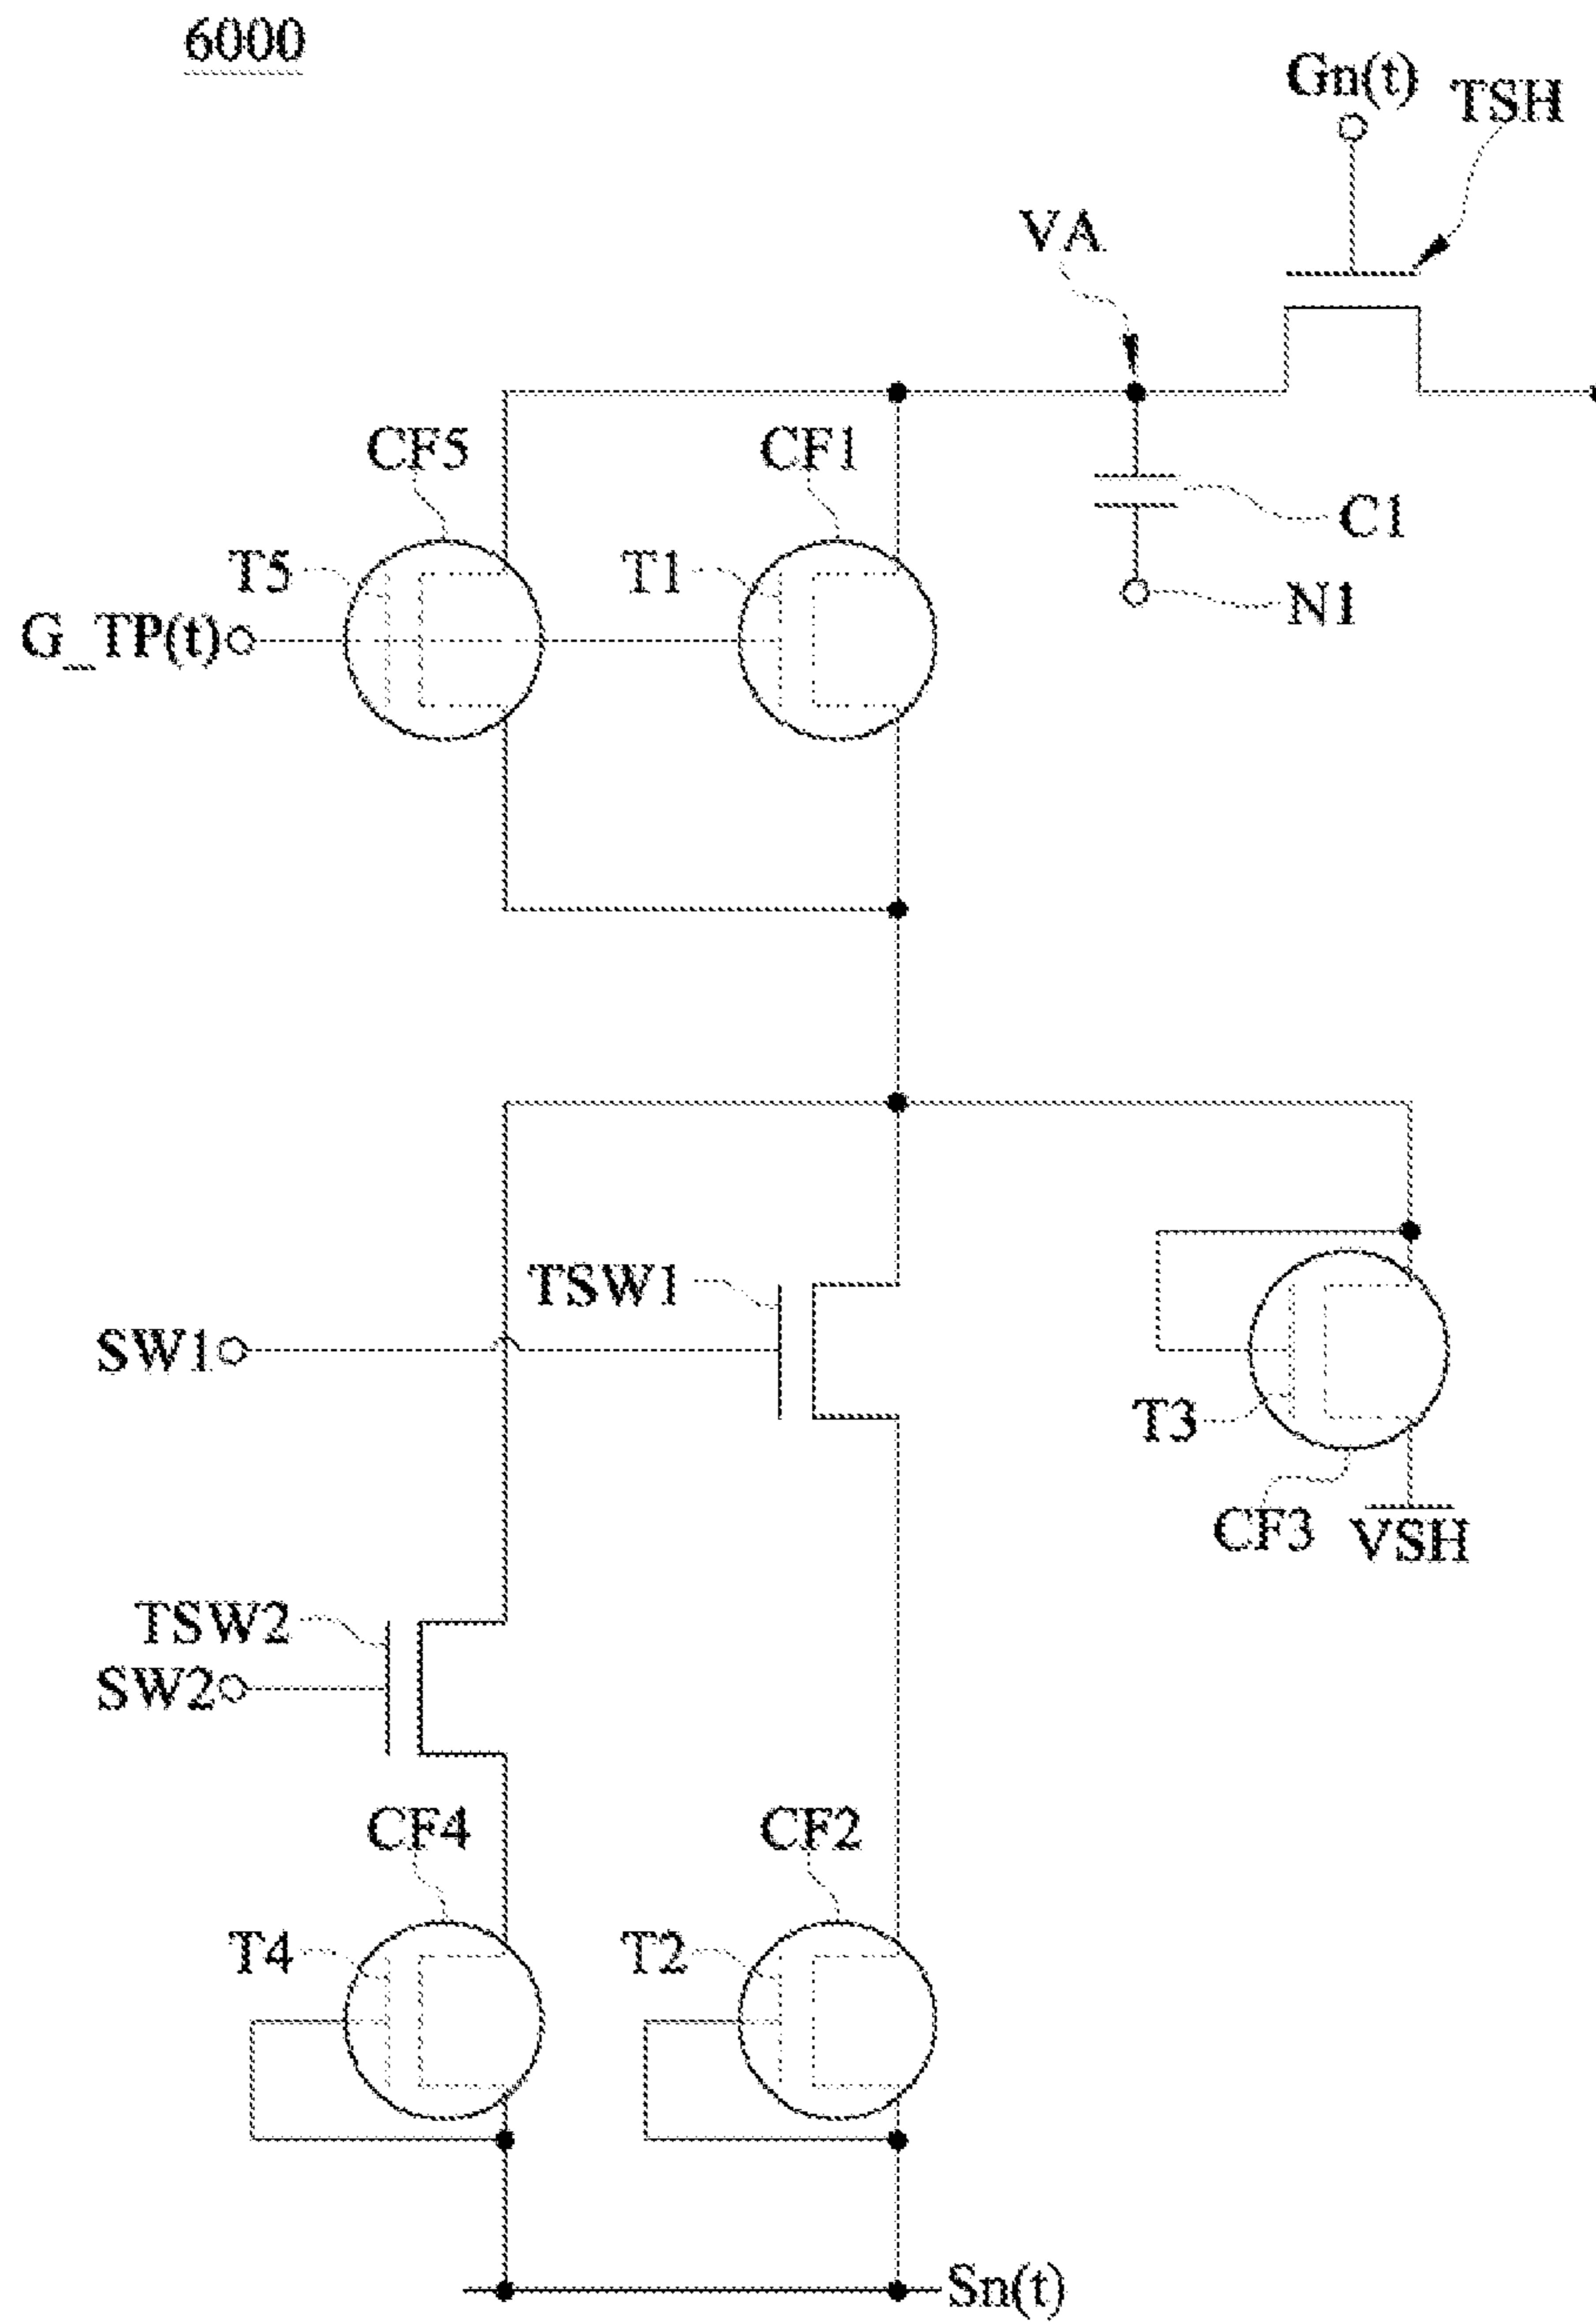 6000
Gn(t)
TSH
VA
CF5
CF1
C1
T5
T1
N1
G_TP(t)
TSW1
SW1
T3
CF3
VSH
TSW2
SW2
CF4
CF2
T4
T2
Sn(t)